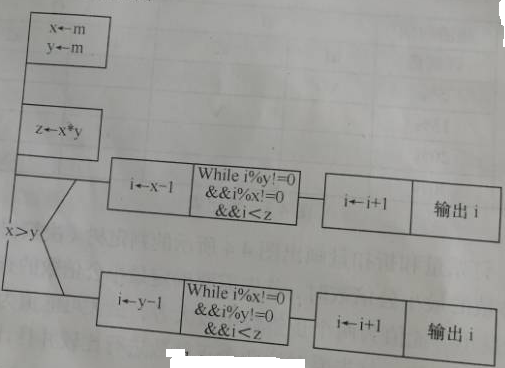 x←m
y←m
z←x*y
i←x-1
While i%y!=0
&&i%x!=0
&&i<z
i←i+1
输出 i
x>y
i←y-1
While i%x!=0
&&i%y!=0
&&i<z
i←i+1
输出 i